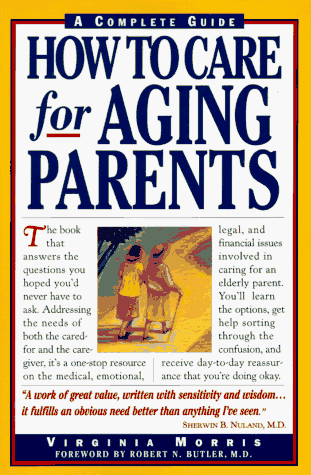 A COMPLETE GUIDE
HOW TO CARE
for AGING
PARENTS
The book
that
answers the
questions you
hoped you'd
never have to
ask. Addressing
the needs of
both the cared-
for and the care-
giver, it's a one-stop resource
on the medical, emotional,
legal, and
financial issues
involved in
caring for an
elderly parent.
You'll learn
the options, get
help sorting
through the
confusion, and
receive day-to-day reassur-
ance that you're doing okay.
"A work of great value, written with sensitivity and wisdom...
it fulfills an obvious need better than anything I've seen."
SHERWIN B. NULAND, M.D.
VIRGINIA MORRIS
FOREWORD BY ROBERT N. BUTLER, M.D.